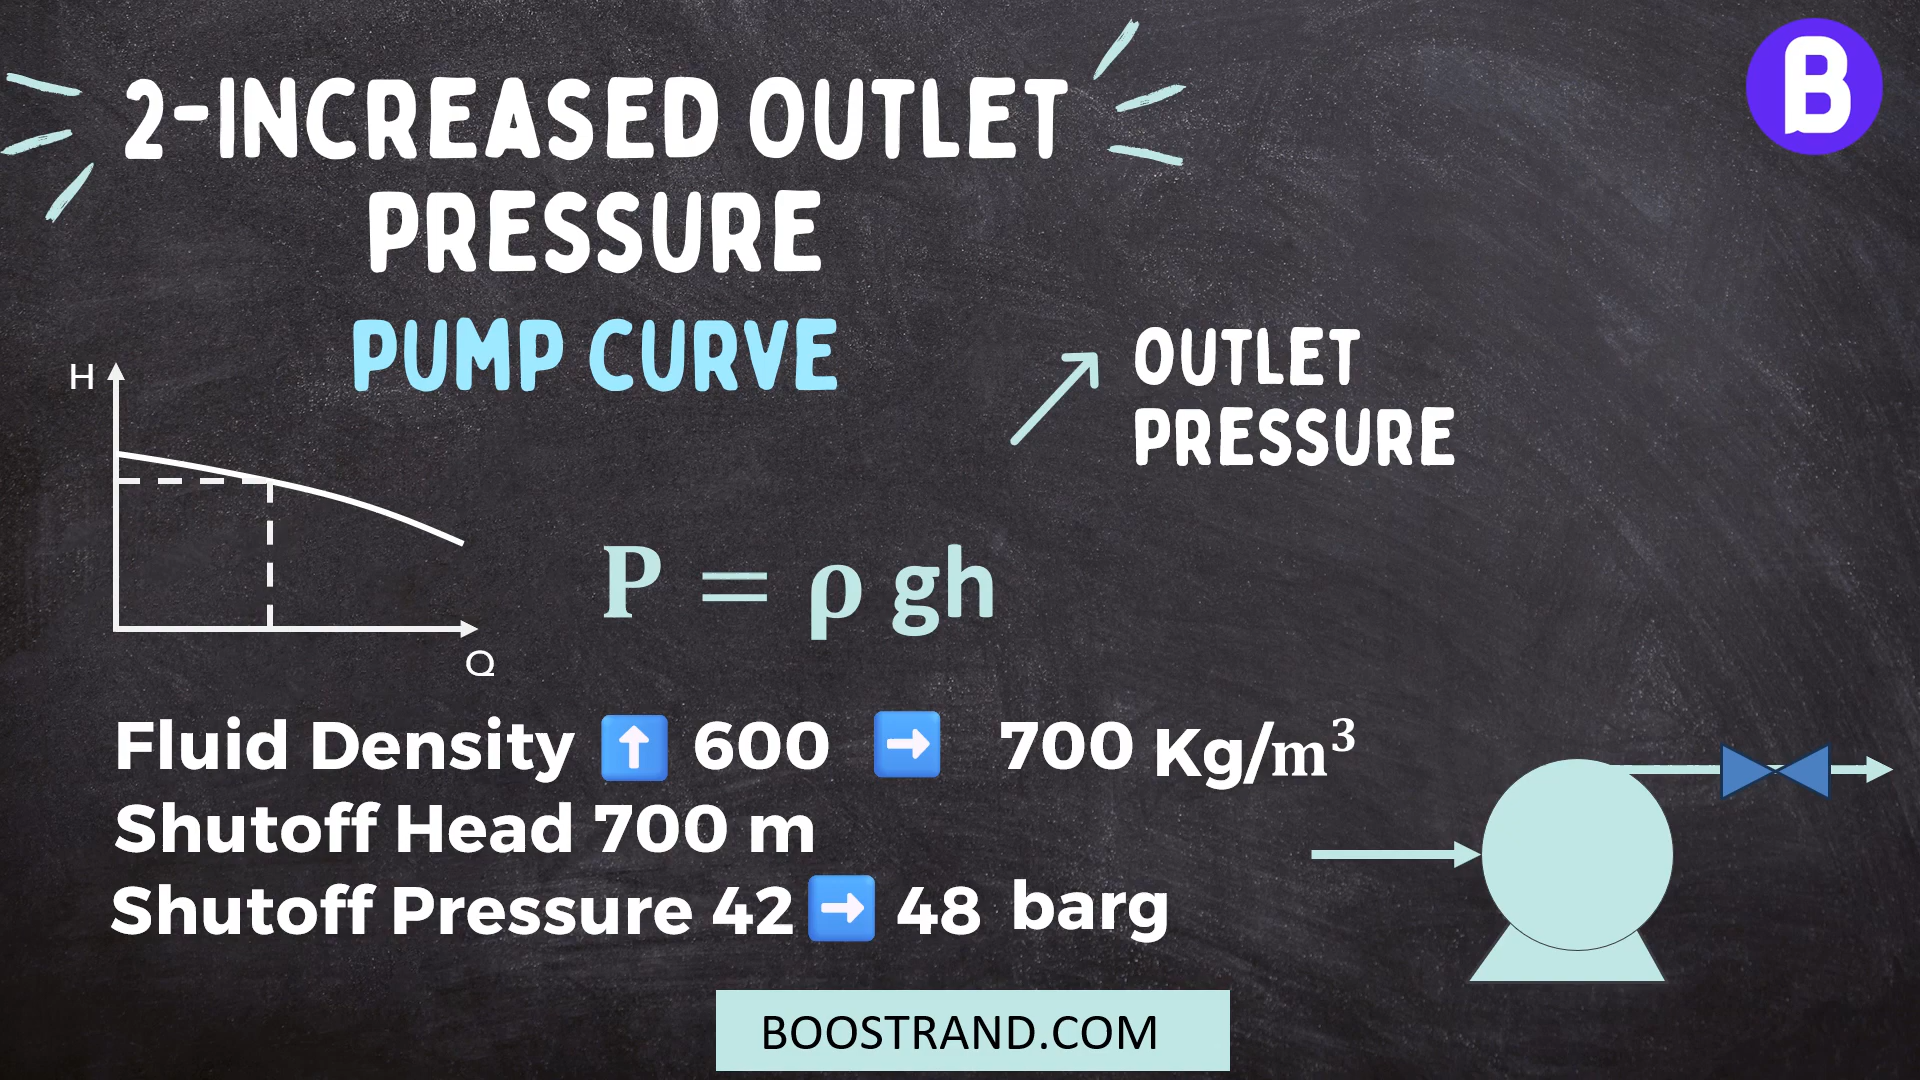 B
2-INCREASED OUTLET
PRESSURE
PUMP CURVE
OUTLET
PRESSURE
H
Q
P = ρ gh
Fluid Density ⬆️ 600 ➡️ 700 Kg/m³
Shutoff Head 700 m
Shutoff Pressure 42 ➡️ 48 barg
BOOSTRAND.COM